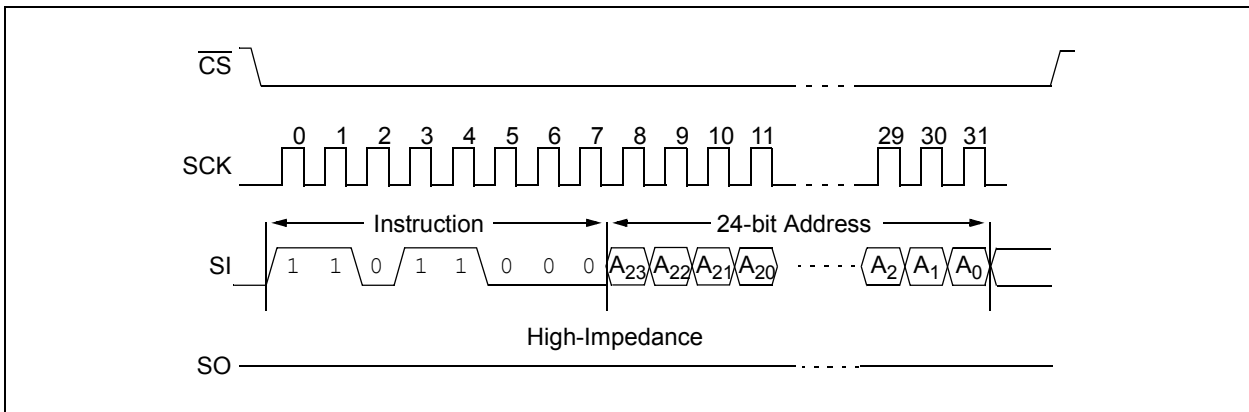 CS
0 1 2 3 4 5 6 7 8 9 10 11 29 30 31
SCK
Instruction 24-bit Address
SI 1 1 0 1 1 0 0 0 A23 A22 A21 A20 A2 A1 A0
High-Impedance
SO